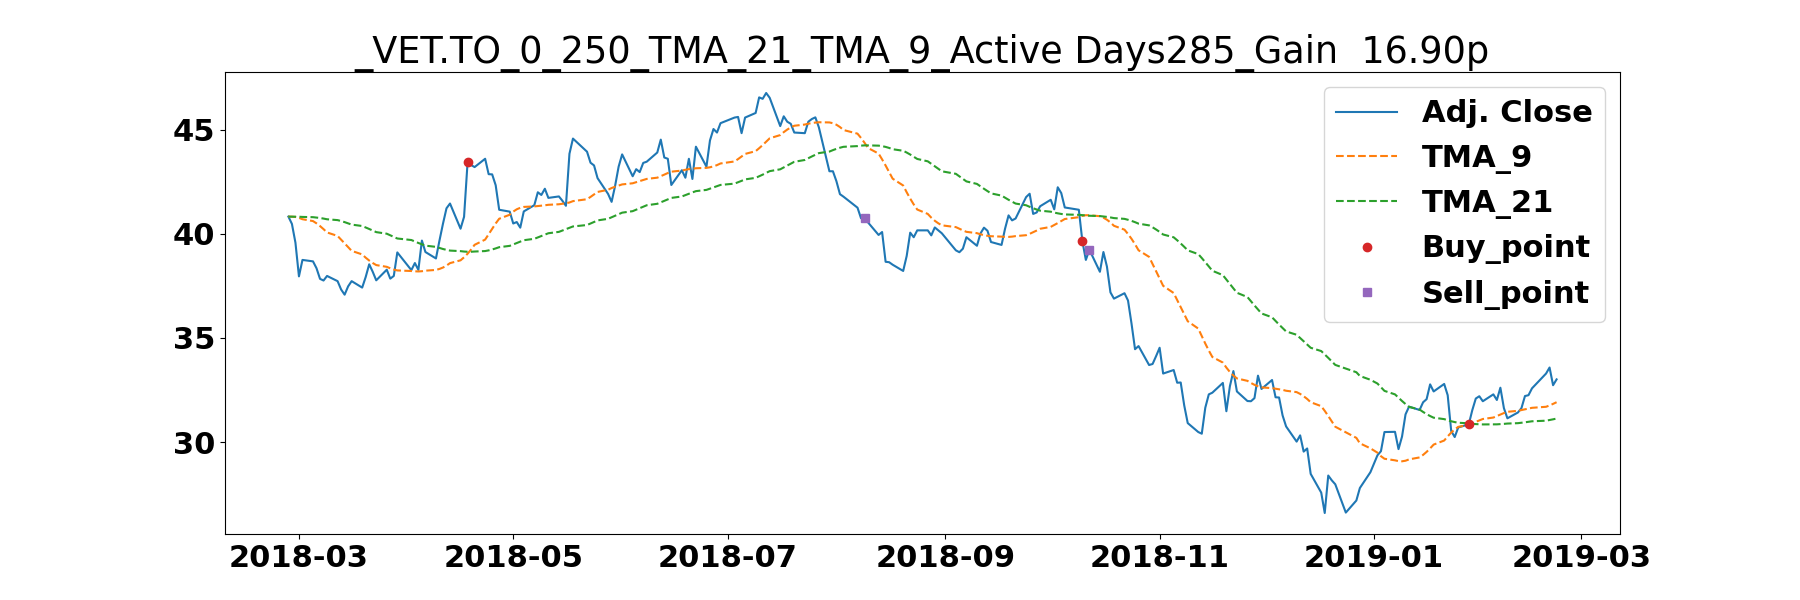 _VET.TO_0_250_TMA_21_TMA_9_Active Days285_Gain  16.90p
45
40
35
30
Adj. Close
TMA_9
TMA_21
Buy_point
Sell_point
2018-03 2018-05 2018-07 2018-09 2018-11 2019-01 2019-03